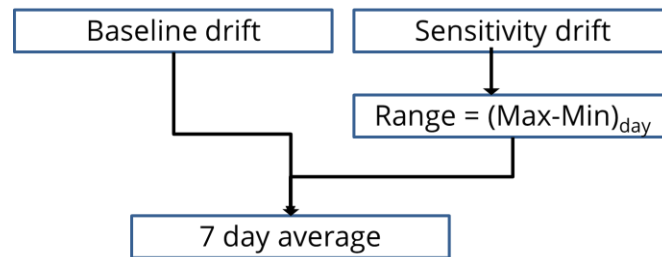 Baseline drift
Sensitivity drift
Range = (Max-Min)day
7 day average